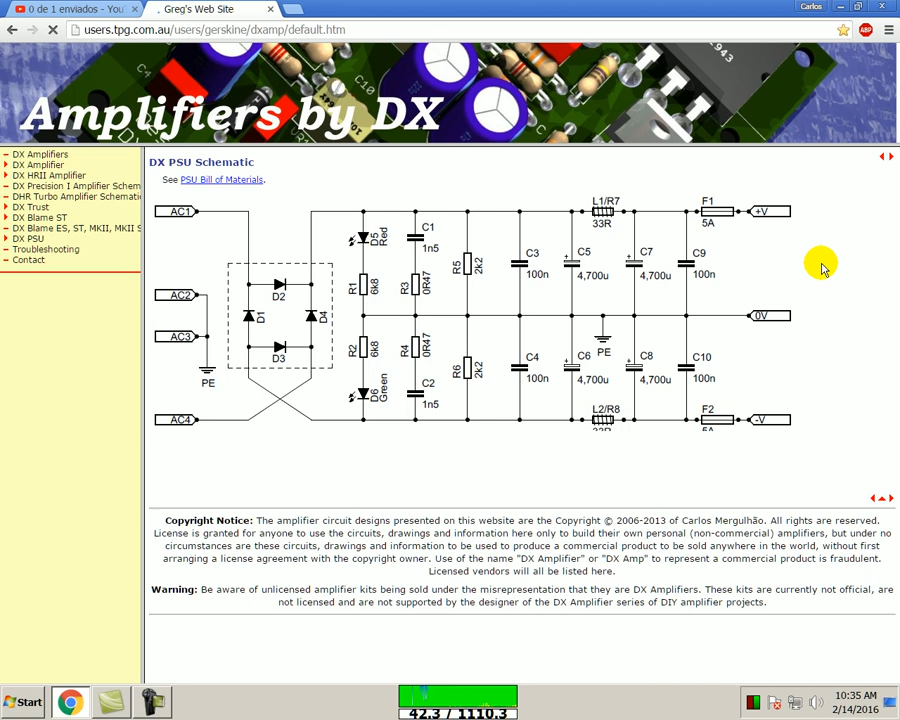 0 de 1 enviados - You
Greg's Web Site
Carlos
users.tpg.com.au/users/gerskine/dxamp/default.htm
ABP
1943
C4
C10
Amplifiers by DX
DX Amplifiers
DX Amplifier
DX HRII Amplifier
DX Precision I Amplifier Schem
DHR Turbo Amplifier Schemati
DX Trust
DX Blame ST
DX Blame ES, ST, MKII, MKII S
DX PSU
Troubleshooting
Contact
DX PSU Schematic
See PSU Bill of Materials.
AC1
AC2
AC3
AC4
PE
D1
D2
D3
D4
D5
Red
R1
6k8
R2
6k8
D6
Green
C1
1n5
R3
0R47
R4
0R47
C2
1n5
R5
2k2
R6
2k2
C3
100n
C4
100n
C5
4,700u
C6
4,700u
L1/R7
33R
PE
L2/R8
33R
C7
4,700u
C8
4,700u
C9
100n
C10
100n
F1
5A
F2
5A
+V
0V
-V
Copyright Notice: The amplifier circuit designs presented on this website are the Copyright © 2006-2013 of Carlos Mergulhão. All rights are reserved.
License is granted for anyone to use the circuits, drawings and information here only to build their own personal (non-commercial) amplifiers, but under no
circumstances are these circuits, drawings and information to be used to produce a commercial product to be sold anywhere in the world, without first
arranging a license agreement with the copyright owner. Use of the name "DX Amplifier" or "DX Amp" to represent a commercial product is fraudulent.
Licensed vendors will all be listed here.
Warning: Be aware of unlicensed amplifier kits being sold under the misrepresentation that they are DX Amplifiers. These kits are currently not official, are
not licensed and are not supported by the designer of the DX Amplifier series of DIY amplifier projects.
Start
42.3 / 1110.3
10:35 AM
2/14/2016